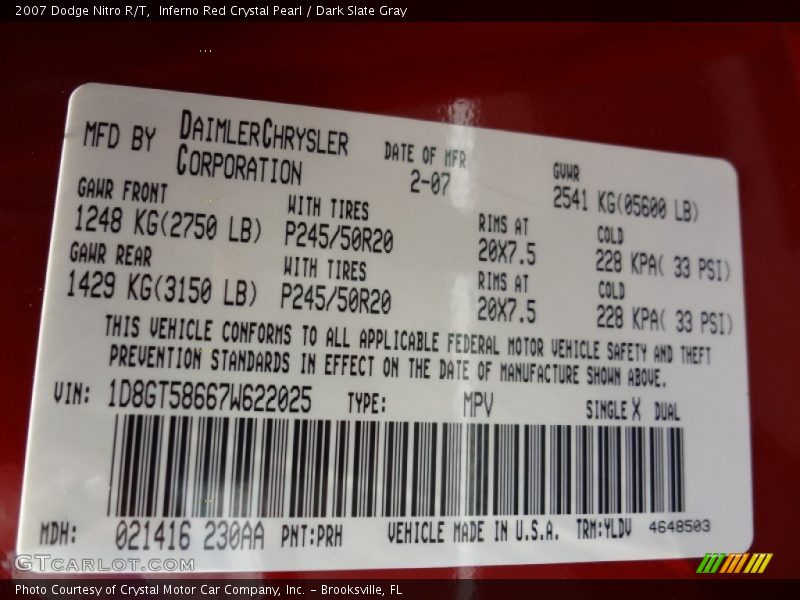 2007 Dodge Nitro R/T,  Inferno Red Crystal Pearl / Dark Slate Gray
MFD BY DAIMLERCHRYSLER CORPORATION
DATE OF MFR 2-07
GVWR 2541 KG(05600 LB)
GAWR FRONT WITH TIRES RIMS AT COLD
1248 KG(2750 LB) P245/50R20 20X7.5 228 KPA( 33 PSI)
GAWR REAR WITH TIRES RIMS AT COLD
1429 KG(3150 LB) P245/50R20 20X7.5 228 KPA( 33 PSI)
THIS VEHICLE CONFORMS TO ALL APPLICABLE FEDERAL MOTOR VEHICLE SAFETY AND THEFT
PREVENTION STANDARDS IN EFFECT ON THE DATE OF MANUFACTURE SHOWN ABOVE.
VIN: 1D8GT58667W622025 TYPE: MPV SINGLE X DUAL
MDH: 021416 230AA PNT:PRH VEHICLE MADE IN U.S.A. TRM:YLDV 4648503
GTCARLOT.COM
Photo Courtesy of Crystal Motor Car Company, Inc. – Brooksville, FL